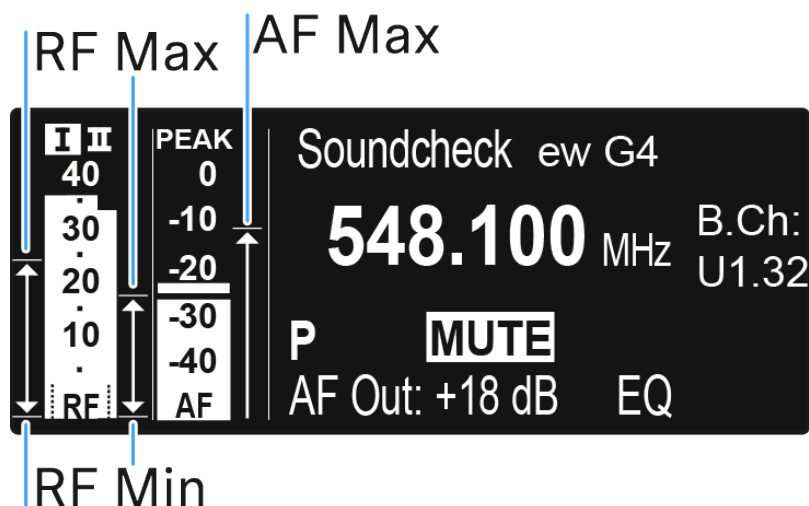 RF Max
AF Max
I II PEAK
40 0
30 -10
20 -20
10 -30
-40
RF AF
Soundcheck ew G4
548.100 MHz
B.Ch:
U1.32
P MUTE
AF Out: +18 dB EQ
RF Min